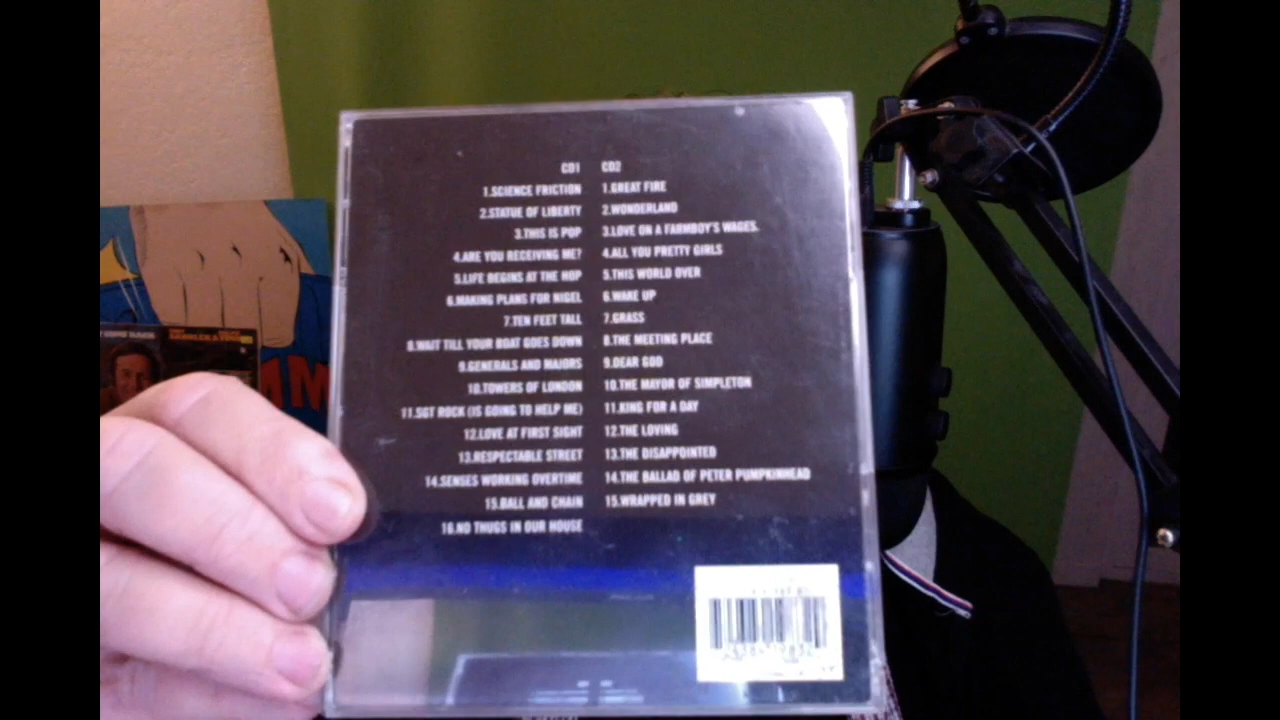 CD1
1.SCIENCE FRICTION
2.STATUE OF LIBERTY
3.THIS IS POP
4.ARE YOU RECEIVING ME?
5.LIFE BEGINS AT THE HOP
6.MAKING PLANS FOR NIGEL
7.TEN FEET TALL
8.WAIT TILL YOUR BOAT GOES DOWN
9.GENERALS AND MAJORS
10.TOWERS OF LONDON
11.SGT ROCK (IS GOING TO HELP ME)
12.LOVE AT FIRST SIGHT
13.RESPECTABLE STREET
14.SENSES WORKING OVERTIME
15.BALL AND CHAIN
16.NO THUGS IN OUR HOUSE
CD2
1.GREAT FIRE
2.WONDERLAND
3.LOVE ON A FARMBOY'S WAGES.
4.ALL YOU PRETTY GIRLS
5.THIS WORLD OVER
6.WAKE UP
7.GRASS
8.THE MEETING PLACE
9.DEAR GOD
10.THE MAYOR OF SIMPLETON
11.KING FOR A DAY
12.THE LOVING
13.THE DISAPPOINTED
14.THE BALLAD OF PETER PUMPKINHEAD
15.WRAPPED IN GREY